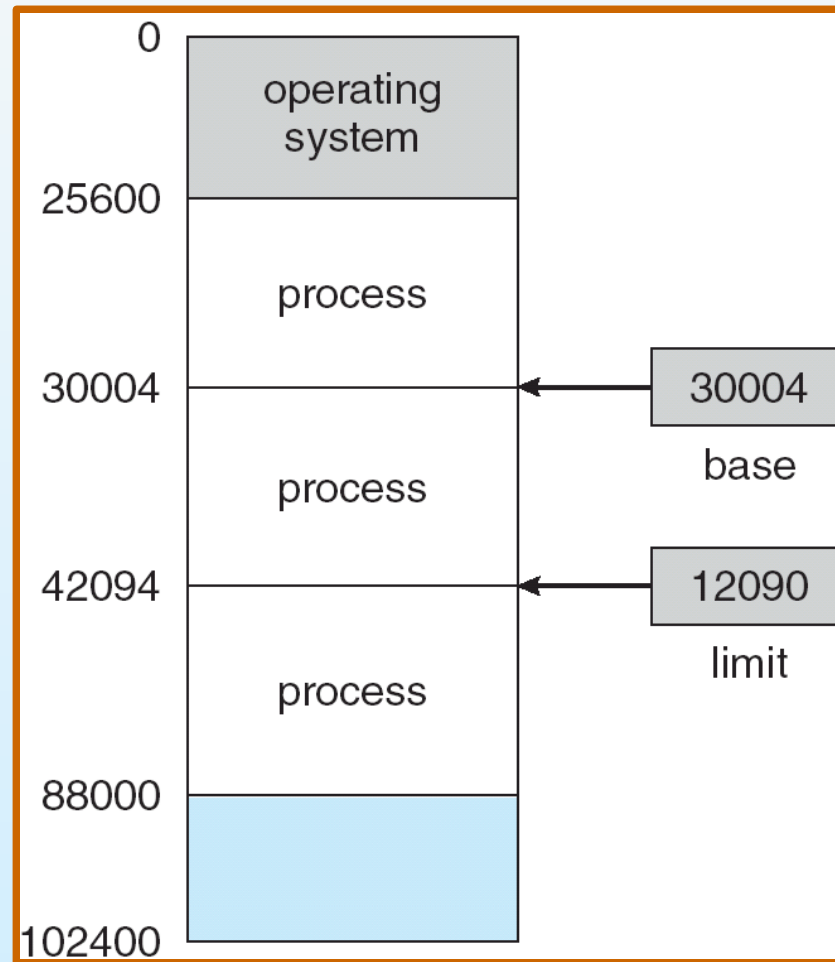 0
operating
system
25600
process
30004
30004
base
process
42094
12090
limit
process
88000
102400